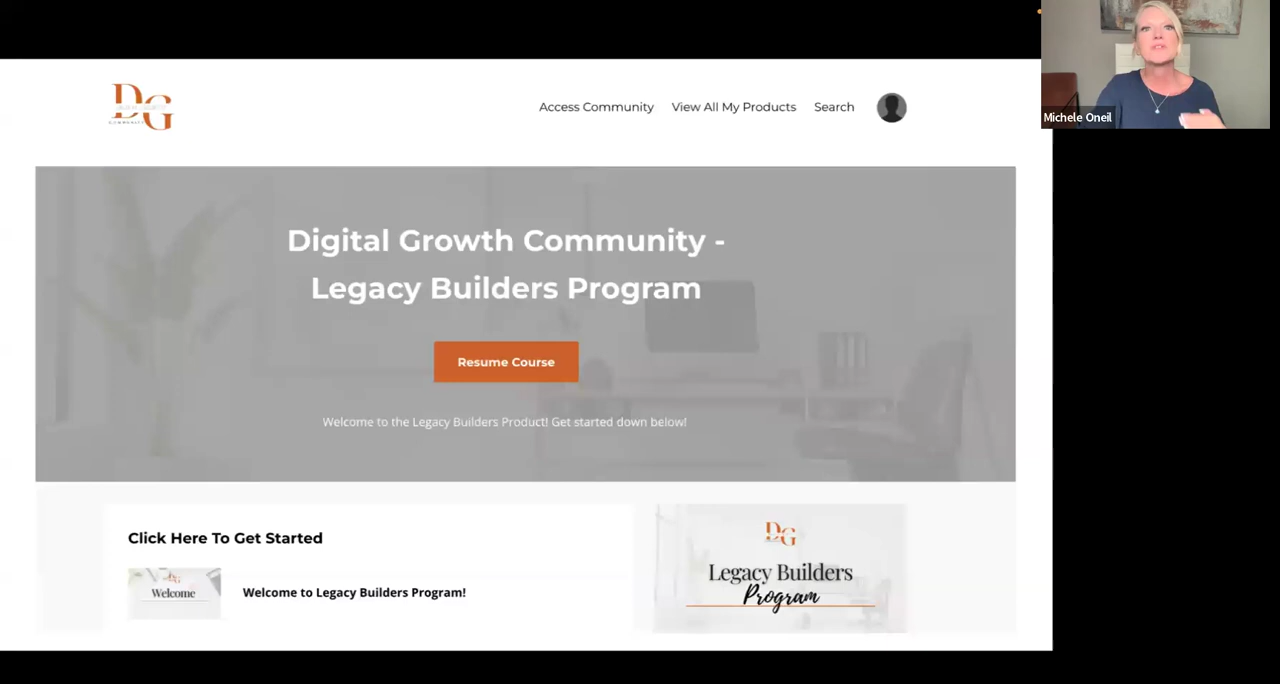 DG
COMMUNITY
Access Community
View All My Products
Search
Michele Oneil
Digital Growth Community -
Legacy Builders Program
Resume Course
Welcome to the Legacy Builders Product! Get started down below!
Click Here To Get Started
DG
Welcome
Welcome to Legacy Builders Program!
DG
Legacy Builders
Program